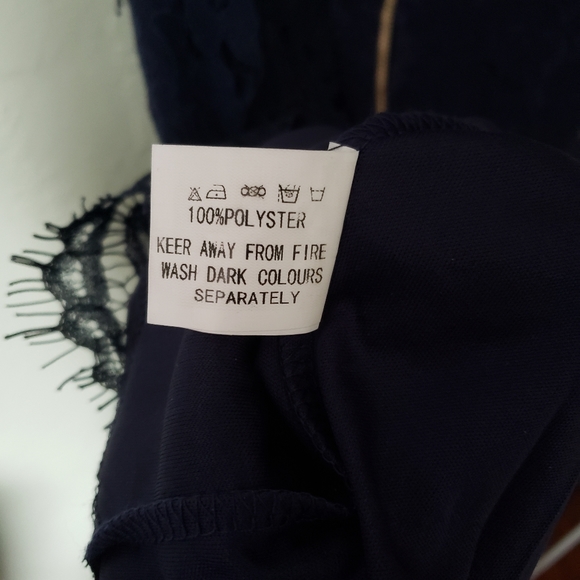 100%POLYSTER
KEER AWAY FROM FIRE
WASH DARK COLOURS
SEPARATELY